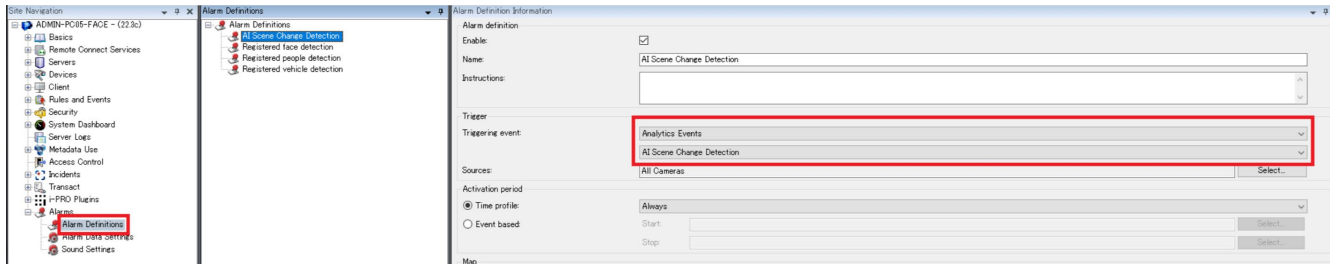 Site Navigation
ADMIN-PC05-FACE - (22.3c)
Basics
Remote Connect Services
Servers
Devices
Client
Rules and Events
Security
System Dashboard
Server Logs
Metadata Use
Access Control
Incidents
Transact
i-PRO Plugins
Alarms
Alarm Definitions
Alarm Data Settings
Sound Settings
Alarm Definitions
Alarm Definitions
AI Scene Change Detection
Registered face detection
Registered people detection
Registered vehicle detection
Alarm Definition Information
Alarm definition
Enable:
Name: AI Scene Change Detection
Instructions:
Trigger
Triggering event: Analytics Events
AI Scene Change Detection
Sources: All Cameras Select...
Activation period
Time profile: Always
Event based: Start: Select...
Stop: Select...
Map